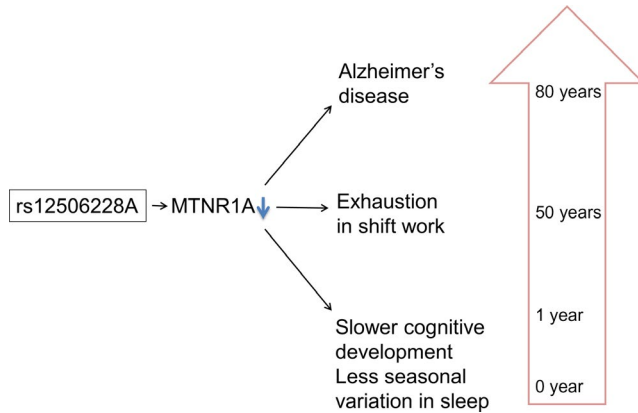 Alzheimer's
disease
80 years
rs12506228A
MTNR1A
Exhaustion
in shift work
50 years
1 year
Slower cognitive
development
Less seasonal
variation in sleep
0 year